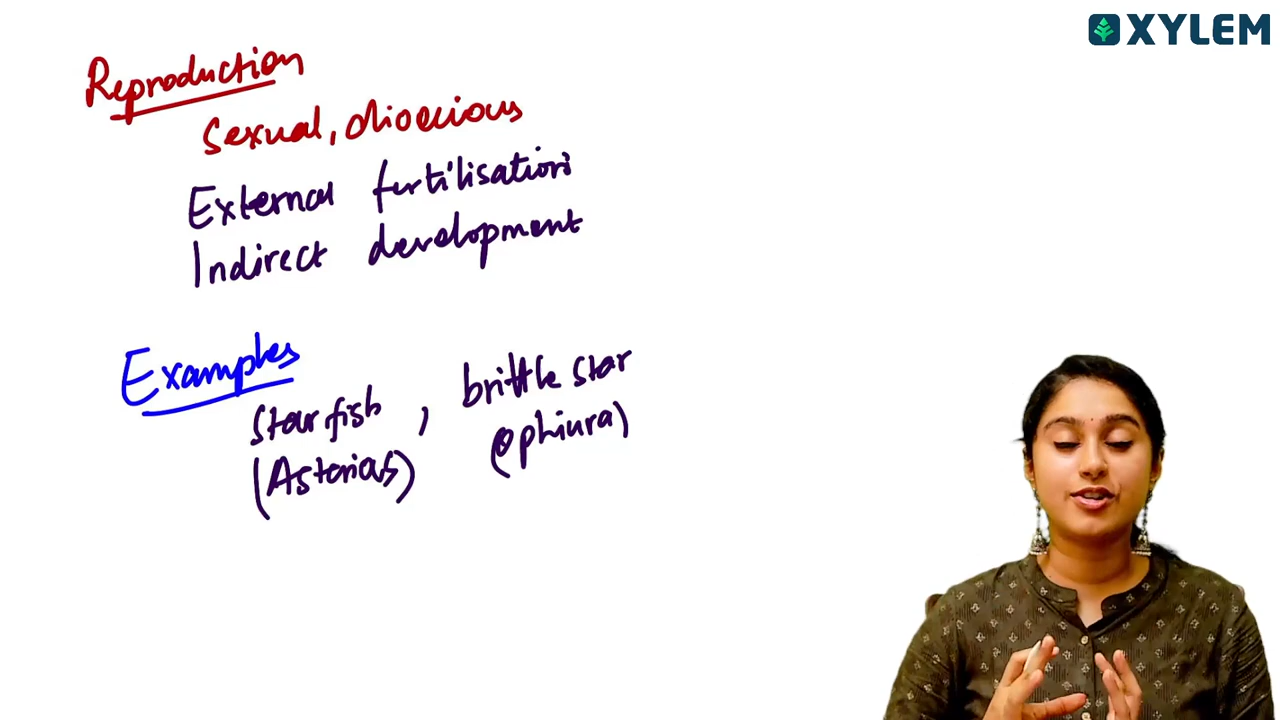 XYLEM
Reproduction
Sexual, dioecious
External fertilisation
Indirect development
Examples
Starfish, brittle star
(Asterias) (Ophiura)